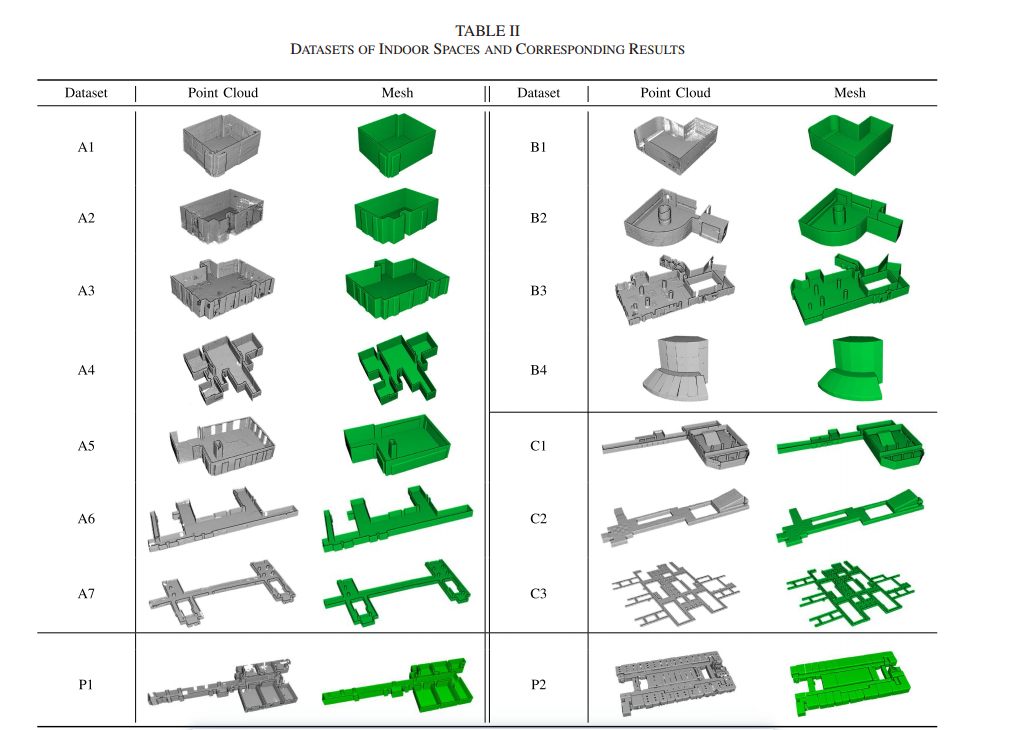 TABLE II
DATASETS OF INDOOR SPACES AND CORRESPONDING RESULTS
Dataset Point Cloud Mesh Dataset Point Cloud Mesh
A1 B1
A2 B2
A3 B3
A4 B4
A5 C1
A6 C2
A7 C3
P1 P2